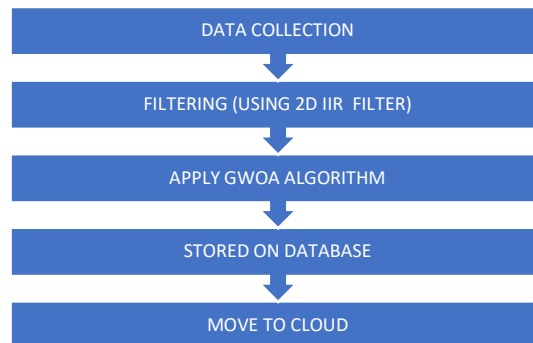 DATA COLLECTION
FILTERING (USING 2D IIR FILTER)
APPLY GWOA ALGORITHM
STORED ON DATABASE
MOVE TO CLOUD